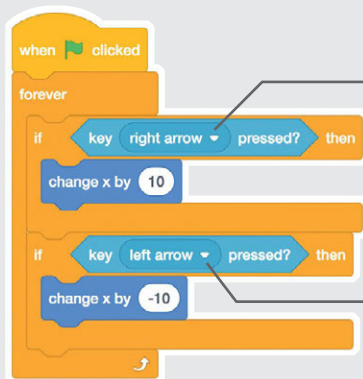 when clicked
forever
if key right arrow pressed? then
change x by 10
if key left arrow pressed? then
change x by -10